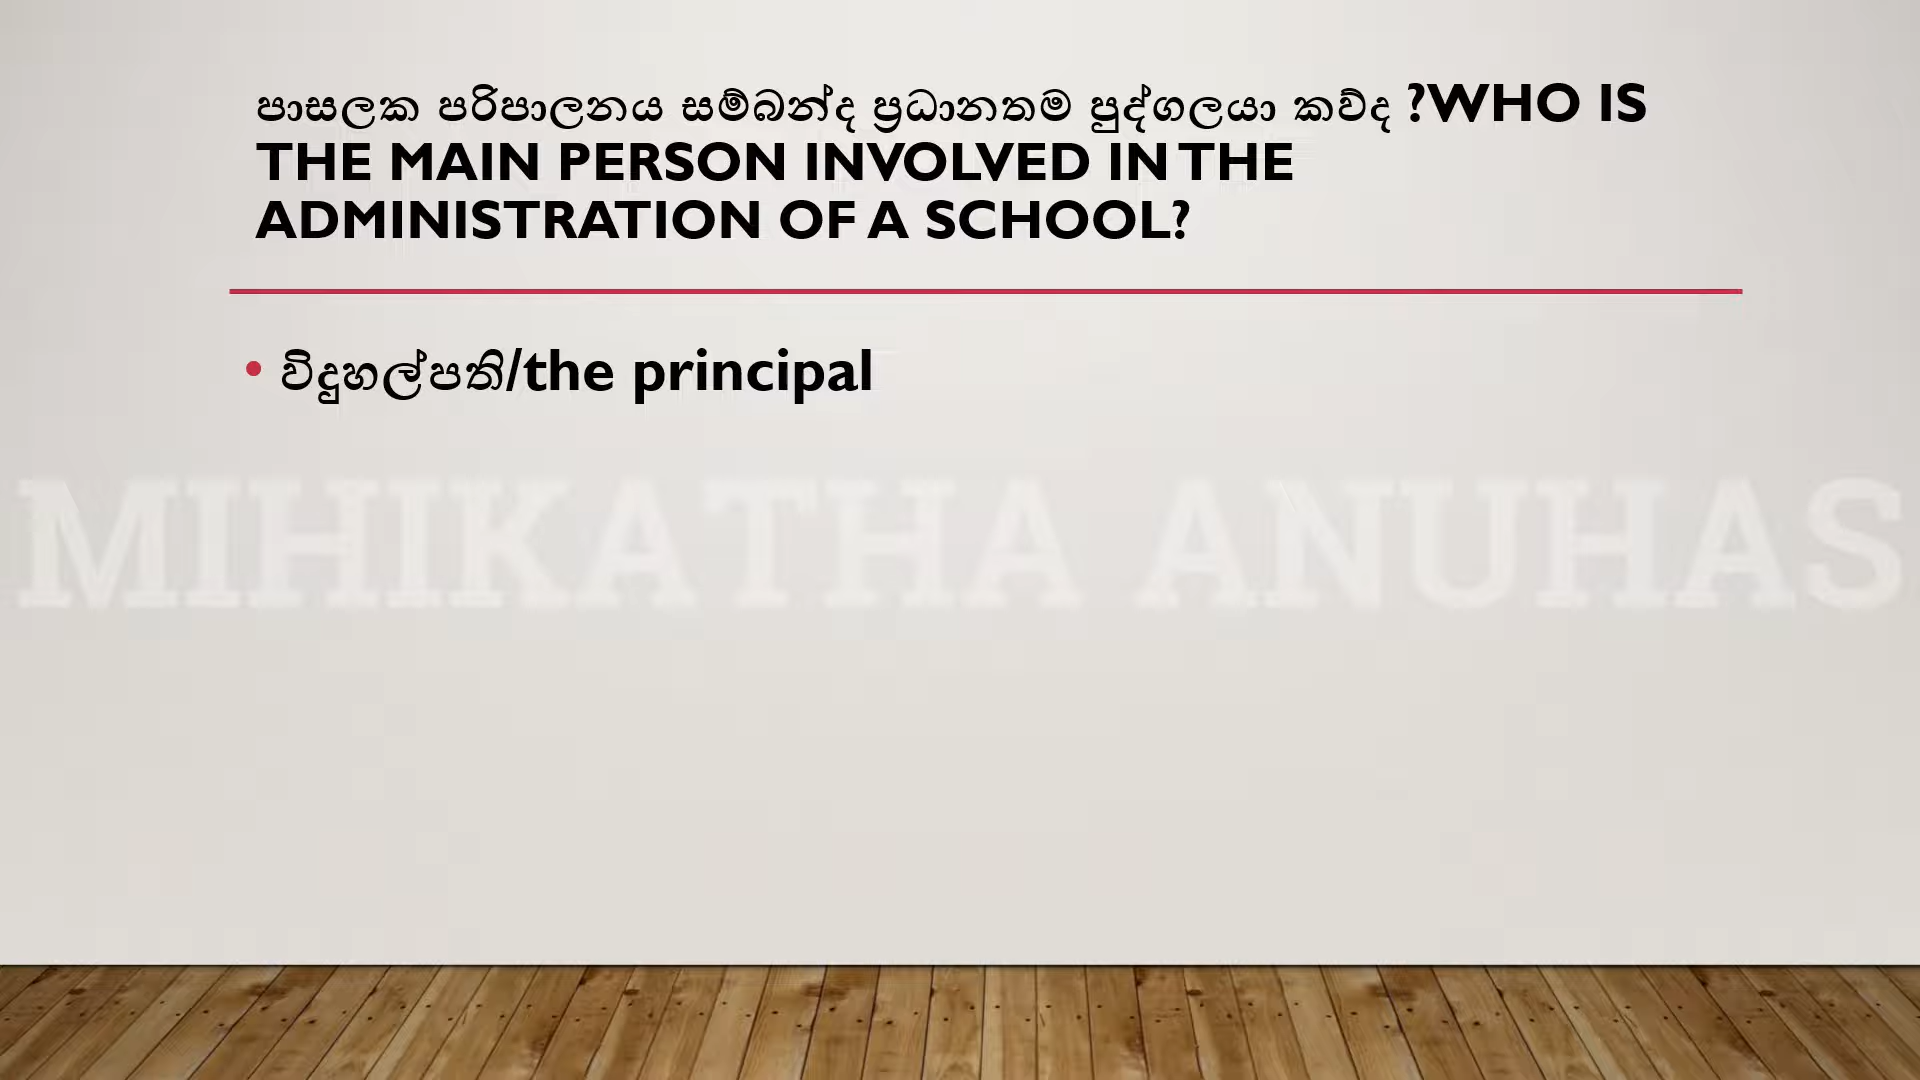 පාසලක පරිපාලනය සම්බන්ද ප්‍රධානතම පුද්ගලයා කව්ද ?WHO IS
THE MAIN PERSON INVOLVED IN THE
ADMINISTRATION OF A SCHOOL?
• විදුහල්පති/the principal
MIHIKATHA ANUHAS